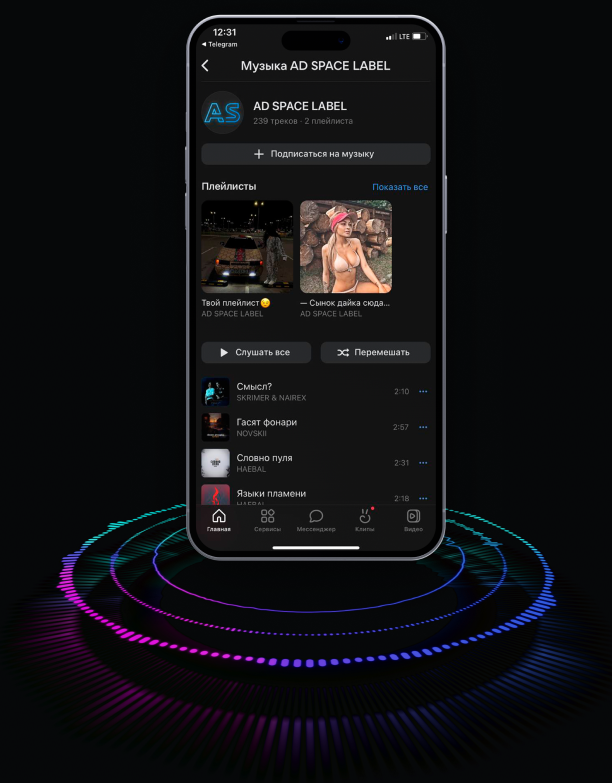 12:31
LTE
Telegram
Музыка AD SPACE LABEL
AS
AD SPACE LABEL
239 треков · 2 плейлиста
Подписаться на музыку
Плейлисты
Показать все
Твой плейлист😉
AD SPACE LABEL
— Сынок дайка сюда...
AD SPACE LABEL
Слушать все
Перемешать
Смысл?
SKRIMER & NAIREX
2:10
Гасят фонари
NOVSKII
2:57
Словно пуля
HAEBAL
2:31
Языки пламени
HAEBAL
2:18
Главная
Сервисы
Мессенджер
Клипы
Видео